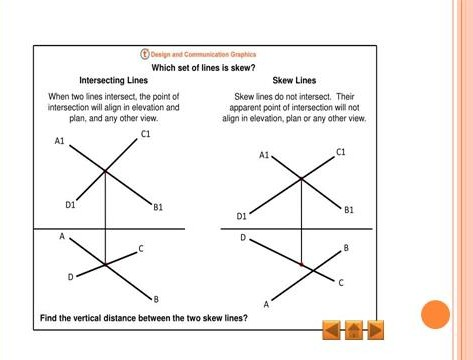 Design and Communication Graphics
Which set of lines is skew?
Intersecting Lines
When two lines intersect, the point of
intersection will align in elevation and
plan, and any other view.
Skew Lines
Skew lines do not intersect. Their
apparent point of intersection will not
align in elevation, plan or any other view.
A1
C1
D1
B1
A
C
D
B
A1
C1
D1
B1
D
B
C
A
Find the vertical distance between the two skew lines?